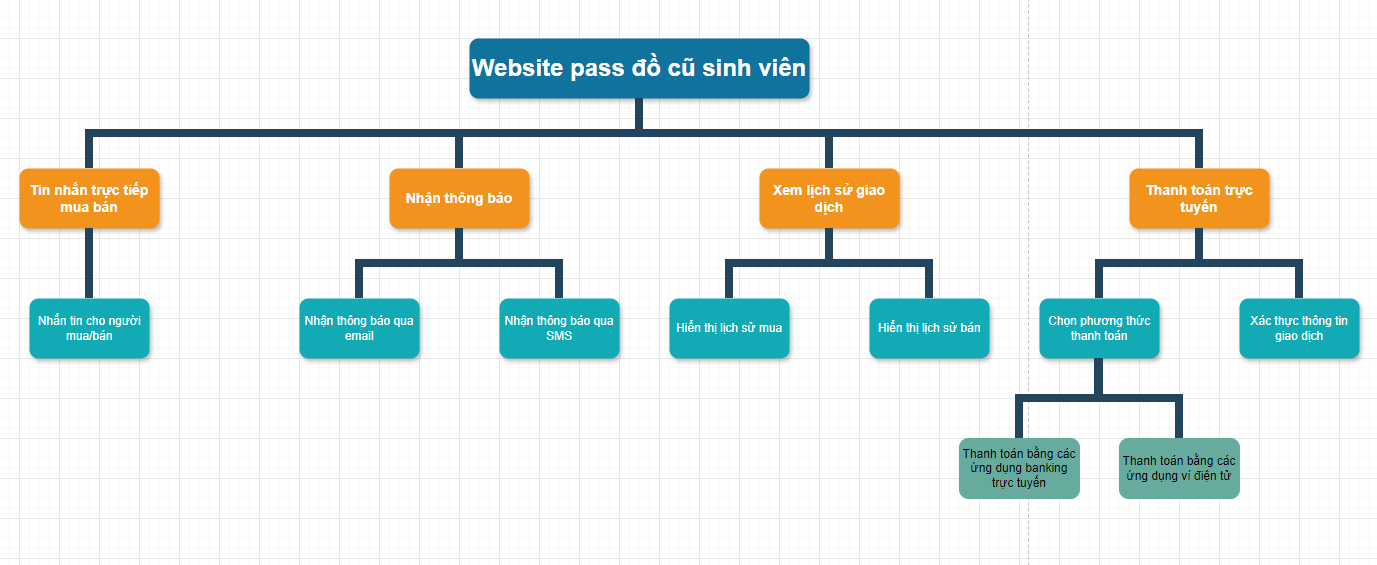 Website pass đồ cũ sinh viên
Tin nhắn trực tiếp
mua bán
Nhận thông báo
Xem lịch sử giao
dịch
Thanh toán trực
tuyến
Nhắn tin cho người
mua/bán
Nhận thông báo qua
email
Nhận thông báo qua
SMS
Hiển thị lịch sử mua
Hiển thị lịch sử bán
Chọn phương thức
thanh toán
Xác thực thông tin
giao dịch
Thanh toán bằng các
ứng dụng banking
trực tuyến
Thanh toán bằng các
ứng dụng ví điện tử